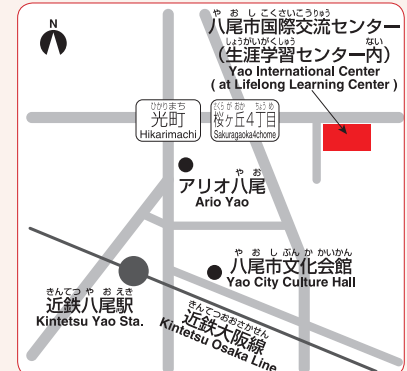 N
やおしこくさいこうりゅう
八尾市国際交流センター
しょうがいがくしゅう ない
(生涯学習センター内)
Yao International Center
( at Lifelong Learning Center )
ひかりまち
光町
Hikarimachi
さくらがおか ちょうめ
桜ヶ丘4丁目
Sakuragaoka4chome
やお
アリオ八尾
Ario Yao
やおしぶんかかいかん
八尾市文化会館
Yao City Culture Hall
きんてつやおえき
近鉄八尾駅
Kintetsu Yao Sta.
きんてつおおさかせん
近鉄大阪線
Kintetsu Osaka Line